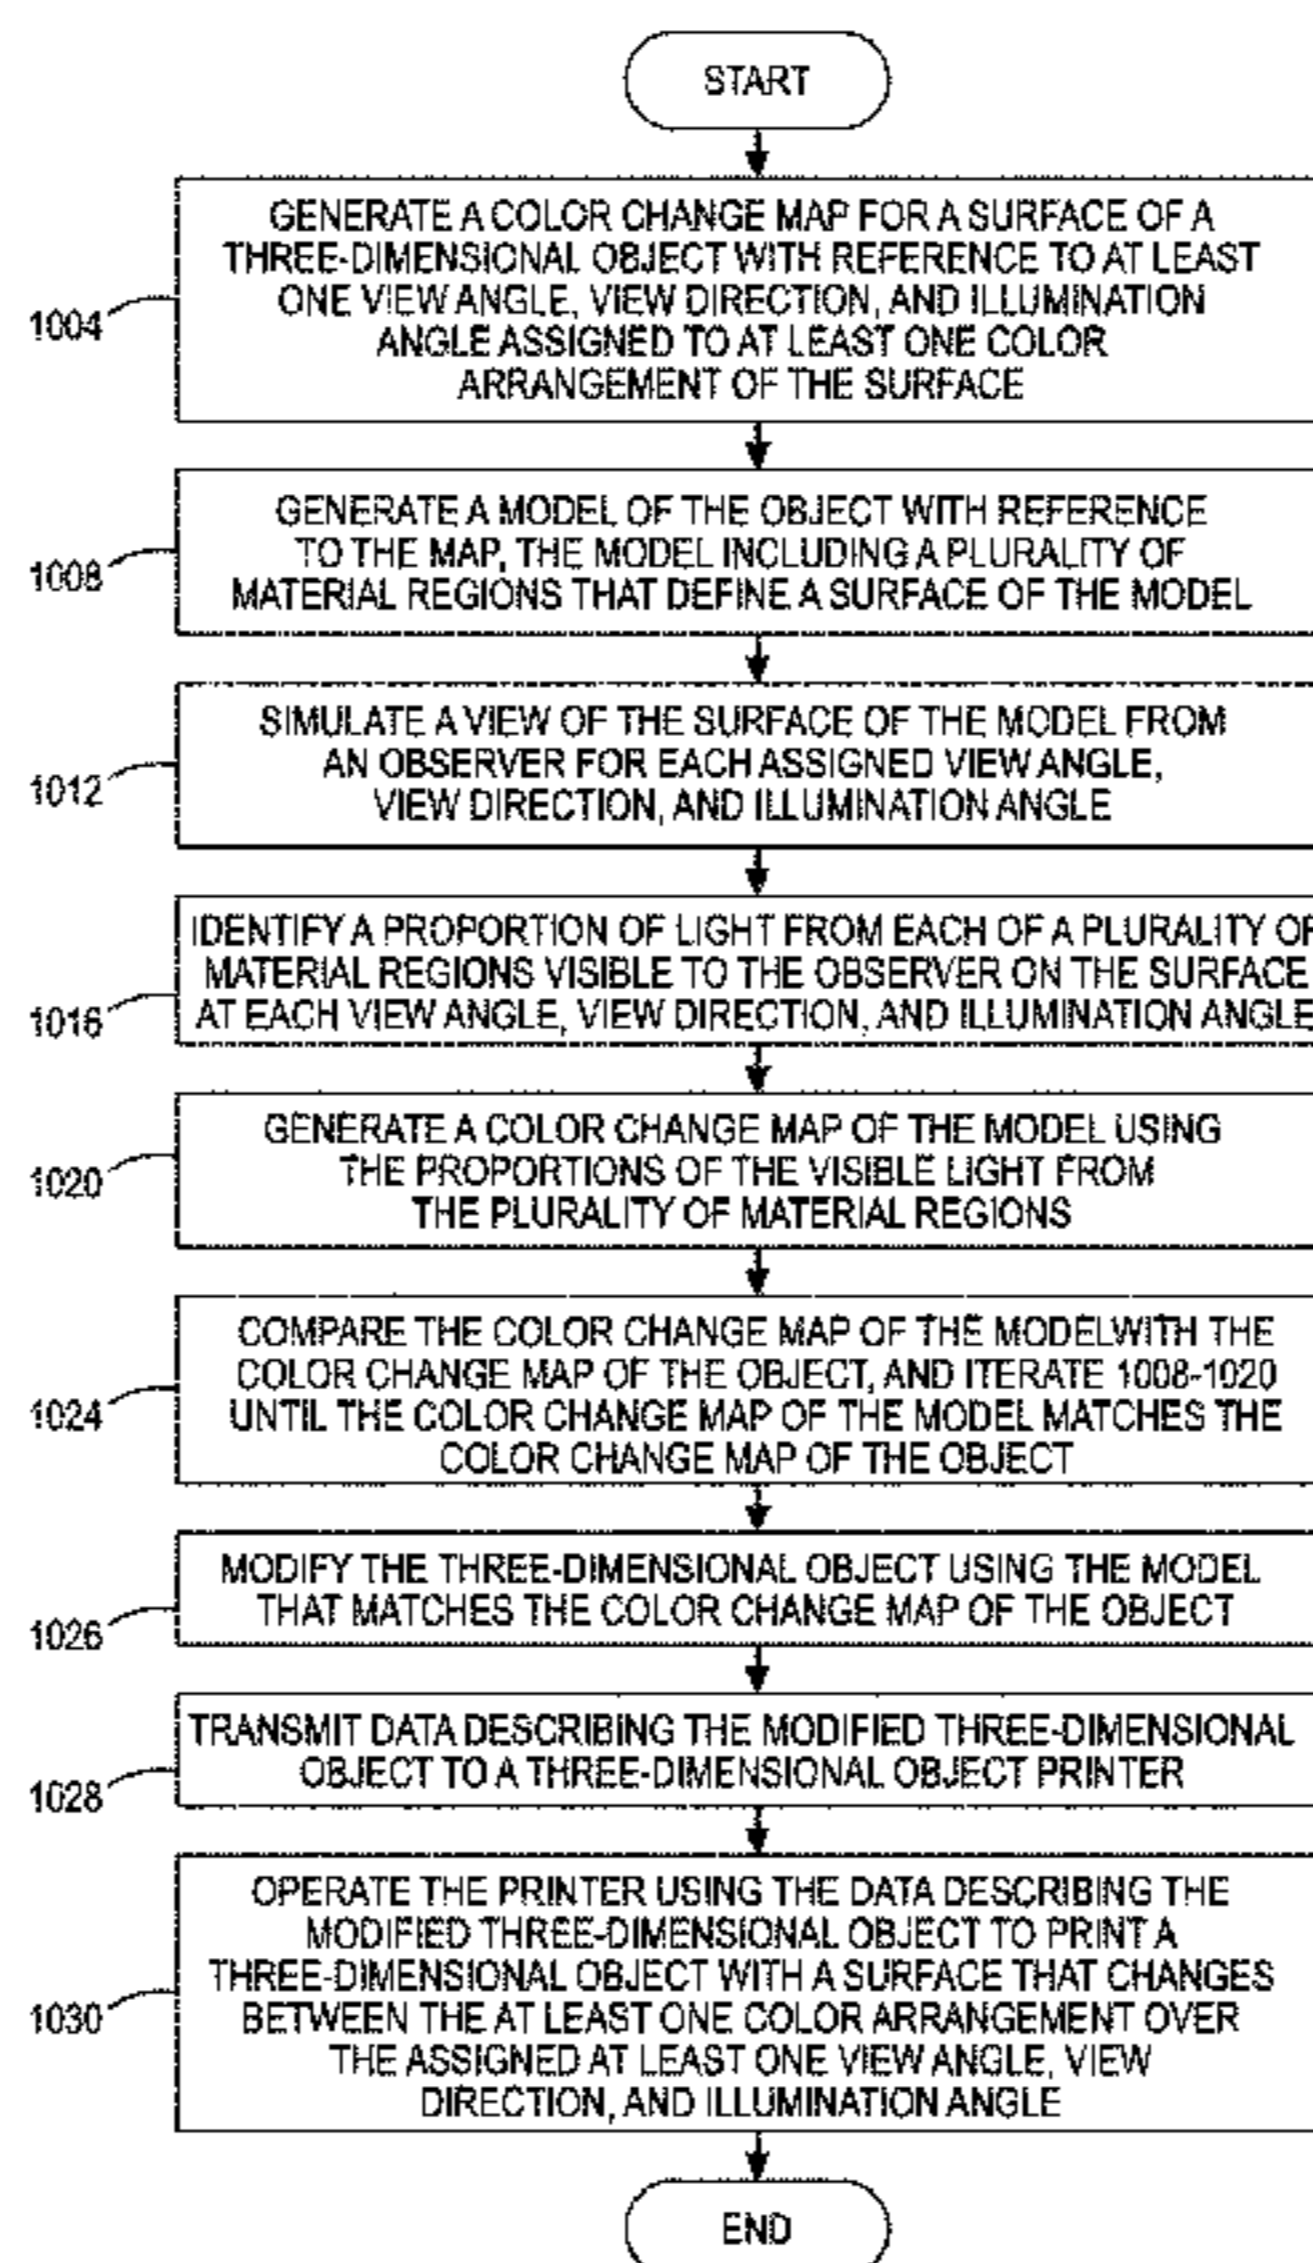 START
1004
GENERATE A COLOR CHANGE MAP FOR A SURFACE OF A
THREE-DIMENSIONAL OBJECT WITH REFERENCE TO AT LEAST
ONE VIEW ANGLE, VIEW DIRECTION, AND ILLUMINATION
ANGLE ASSIGNED TO AT LEAST ONE COLOR
ARRANGEMENT OF THE SURFACE
1008
GENERATE A MODEL OF THE OBJECT WITH REFERENCE
TO THE MAP, THE MODEL INCLUDING A PLURALITY OF
MATERIAL REGIONS THAT DEFINE A SURFACE OF THE MODEL
1012
SIMULATE A VIEW OF THE SURFACE OF THE MODEL FROM
AN OBSERVER FOR EACH ASSIGNED VIEW ANGLE,
VIEW DIRECTION, AND ILLUMINATION ANGLE
1016
IDENTIFY A PROPORTION OF LIGHT FROM EACH OF A PLURALITY OF
MATERIAL REGIONS VISIBLE TO THE OBSERVER ON THE SURFACE
AT EACH VIEW ANGLE, VIEW DIRECTION, AND ILLUMINATION ANGLE
1020
GENERATE A COLOR CHANGE MAP OF THE MODEL USING
THE PROPORTIONS OF THE VISIBLE LIGHT FROM
THE PLURALITY OF MATERIAL REGIONS
1024
COMPARE THE COLOR CHANGE MAP OF THE MODELWITH THE
COLOR CHANGE MAP OF THE OBJECT, AND ITERATE 1008-1020
UNTIL THE COLOR CHANGE MAP OF THE MODEL MATCHES THE
COLOR CHANGE MAP OF THE OBJECT
1026
MODIFY THE THREE-DIMENSIONAL OBJECT USING THE MODEL
THAT MATCHES THE COLOR CHANGE MAP OF THE OBJECT
1028
TRANSMIT DATA DESCRIBING THE MODIFIED THREE-DIMENSIONAL
OBJECT TO A THREE-DIMENSIONAL OBJECT PRINTER
1030
OPERATE THE PRINTER USING THE DATA DESCRIBING THE
MODIFIED THREE-DIMENSIONAL OBJECT TO PRINT A
THREE-DIMENSIONAL OBJECT WITH A SURFACE THAT CHANGES
BETWEEN THE AT LEAST ONE COLOR ARRANGEMENT OVER
THE ASSIGNED AT LEAST ONE VIEW ANGLE, VIEW
DIRECTION, AND ILLUMINATION ANGLE
END